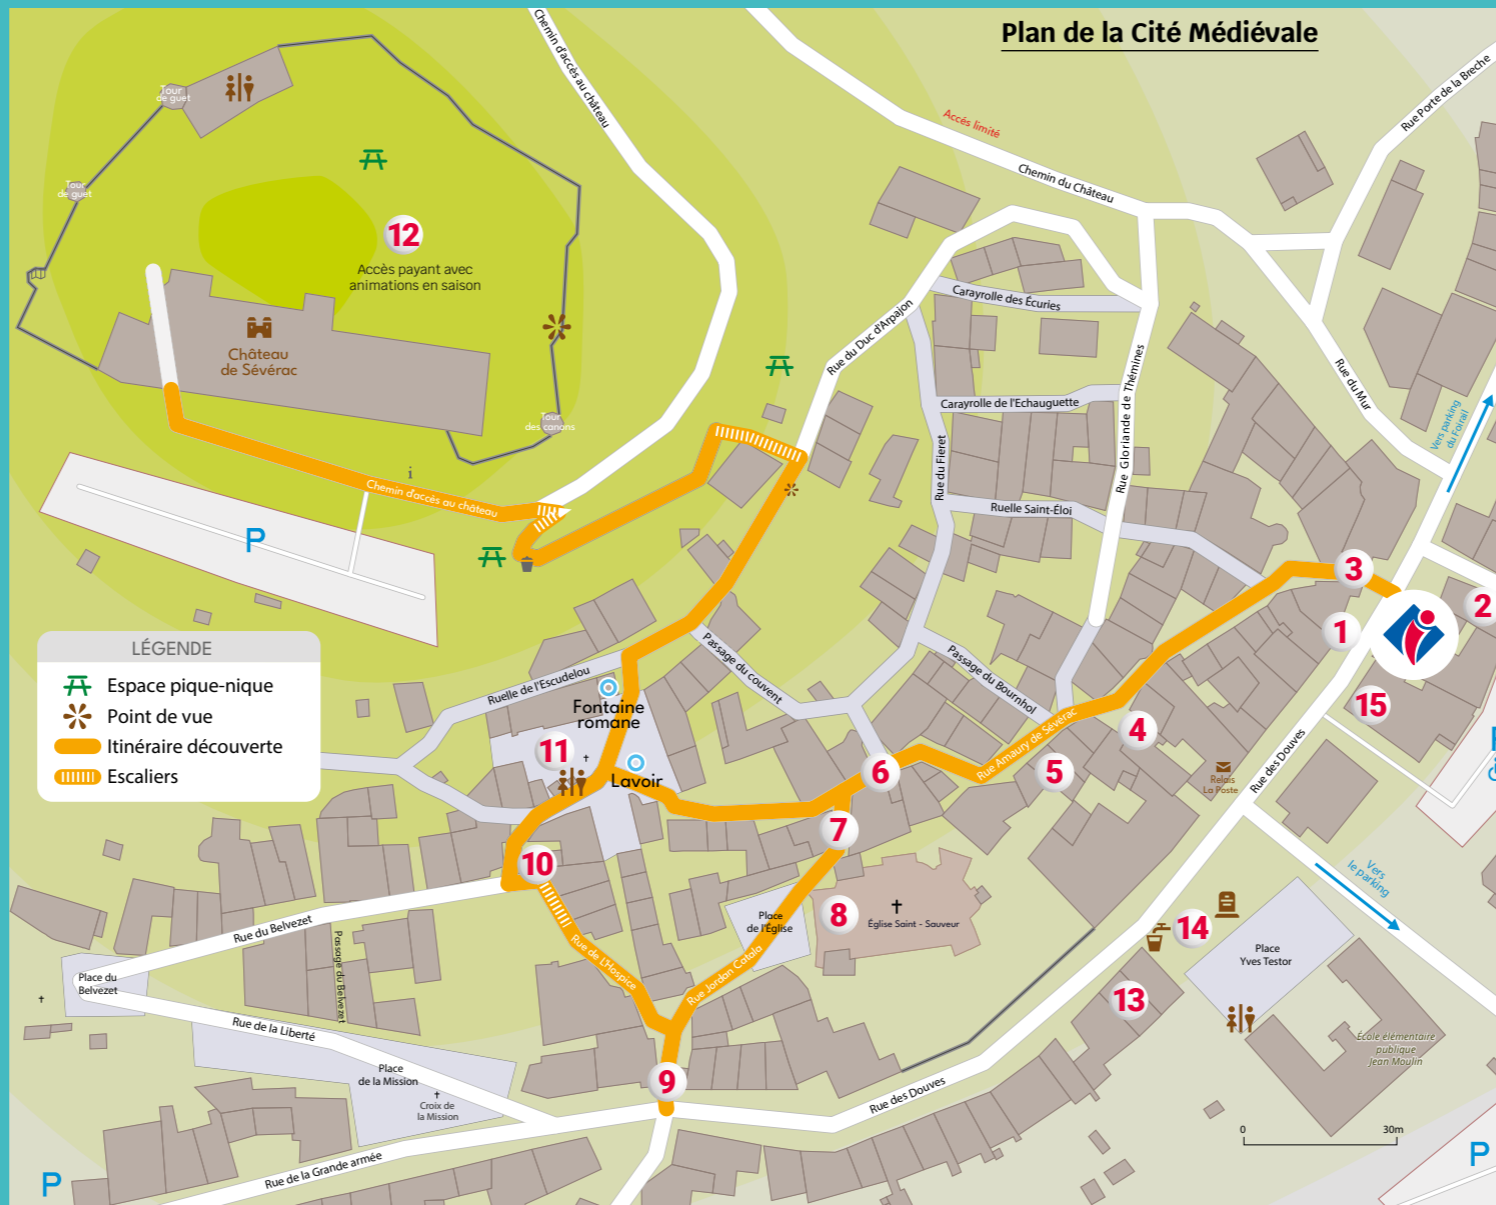 Plan de la Cité Médiévale
Chemin d'accès au château
Rue Porte de la Breche
Accés limité
Chemin du Château
Tour
de guet
Tour
de guet
12
Accès payant avec
animations en saison
Château
de Sévérac
Tour
des canons
i
Chemin d'accès au château
P
Rue du Duc d'Arpajon
Carayrolle des Écuries
Carayrolle de l'Echauguette
Rue du Fieret
Rue Gloriande de Thémines
Ruelle Saint-Éloi
Rue du Mur
Vers parking
du Foirail
3
1
2
15
LÉGENDE
Espace pique-nique
Point de vue
Itinéraire découverte
Escaliers
Passage du couvent
Passage du Bournhol
Ruelle de l'Escudelou
Fontaine
romane
11
Lavoir
Rue Amaury de Sévérac
4
5
6
7
Relais
La Poste
Rue des Douves
P
Vers
le parking
10
8
Église Saint - Sauveur
Place
de l'Église
Rue de L'Hospice
Rue Jordan Catala
Rue du Belvezet
Passage du Belvezet
Place du
Belvezet
Rue de la Liberté
Place
de la Mission
Croix de
la Mission
9
Rue des Douves
Rue de la Grande armée
14
13
Place
Yves Testor
École élémentaire
publique
Jean Moulin
0
30m
P
P